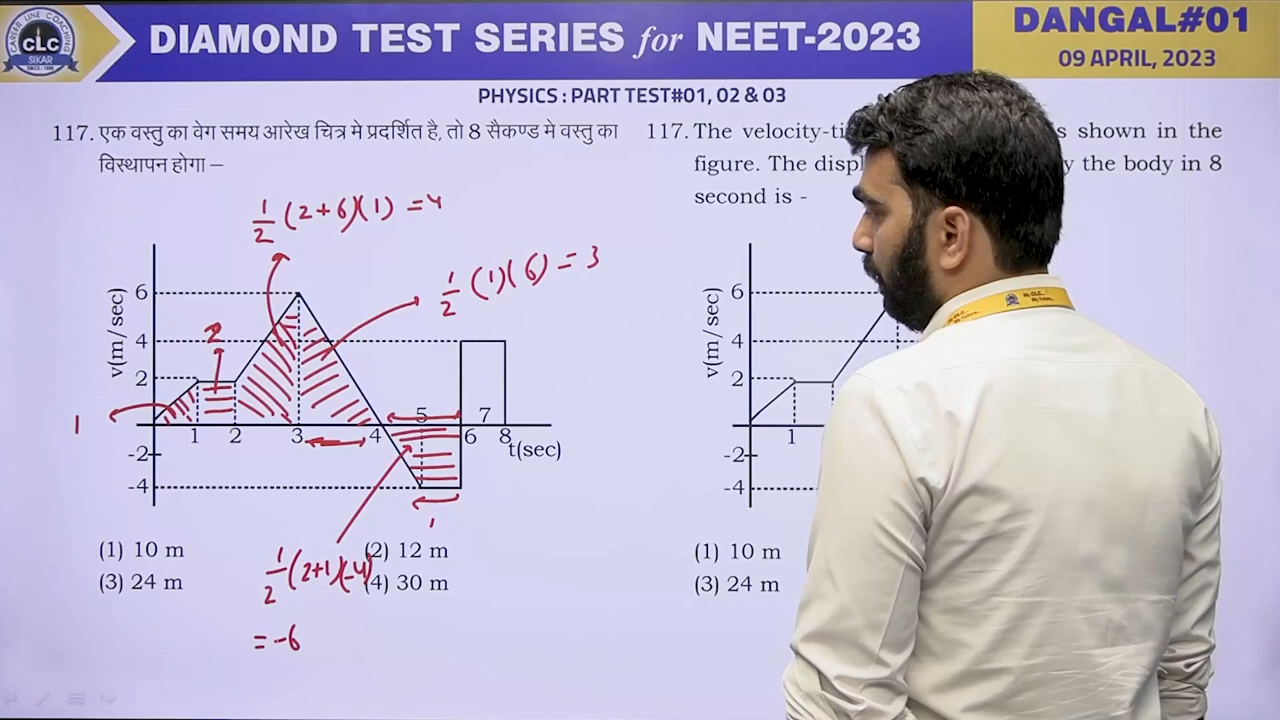 CAREER LINE COACHING
CLC
SIKAR
DIAMOND TEST SERIES for NEET-2023
DANGAL#01
09 APRIL, 2023
PHYSICS : PART TEST#01, 02 & 03
117. एक वस्तु का वेग समय आरेख चित्र मे प्रदर्शित है, तो 8 सैकण्ड मे वस्तु का
विस्थापन होगा –
1/2 (2+6)(1) = 4
1/2 (1)(6) = 3
v(m/sec)
6
4
2
-2
-4
2
1
1 2 3 4 5 6 7 8
t(sec)
1
(1) 10 m (2) 12 m
(3) 24 m (4) 30 m
1/2 (2+1)(-4)
= -6
117. The velocity-ti s shown in the
figure. The disp y the body in 8
second is -
v(m/sec)
6
4
2
-2
-4
1
(1) 10 m
(3) 24 m